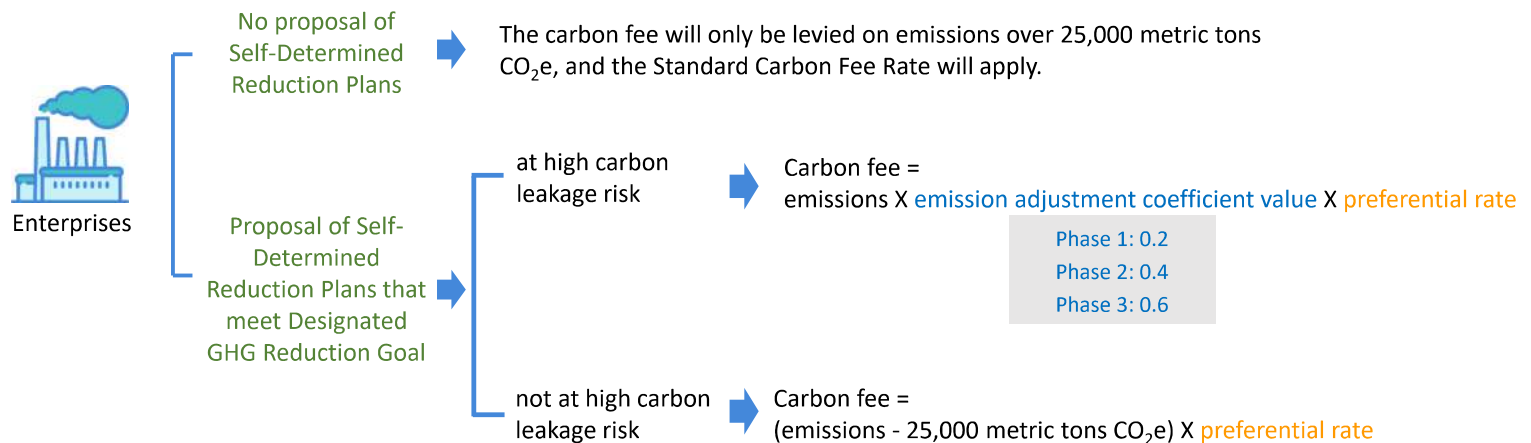 No proposal of
Self-Determined
Reduction Plans
The carbon fee will only be levied on emissions over 25,000 metric tons
CO₂e, and the Standard Carbon Fee Rate will apply.
Enterprises
Proposal of Self-
Determined
Reduction Plans that
meet Designated
GHG Reduction Goal
at high carbon
leakage risk
Carbon fee =
emissions X emission adjustment coefficient value X preferential rate
Phase 1: 0.2
Phase 2: 0.4
Phase 3: 0.6
not at high carbon
leakage risk
Carbon fee =
(emissions - 25,000 metric tons CO₂e) X preferential rate